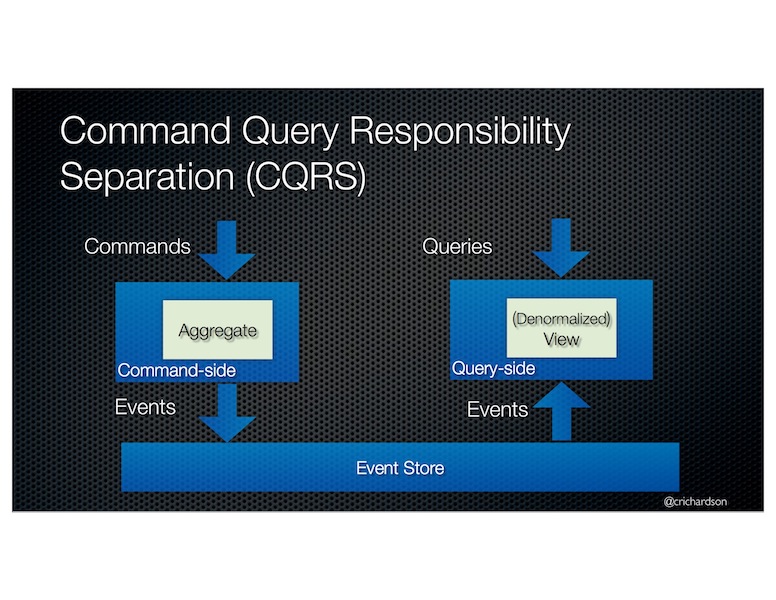 Command Query Responsibility
Separation (CQRS)
Commands
Queries
Aggregate
(Denormalized)
View
Command-side
Query-side
Events
Events
Event Store
@crichardson